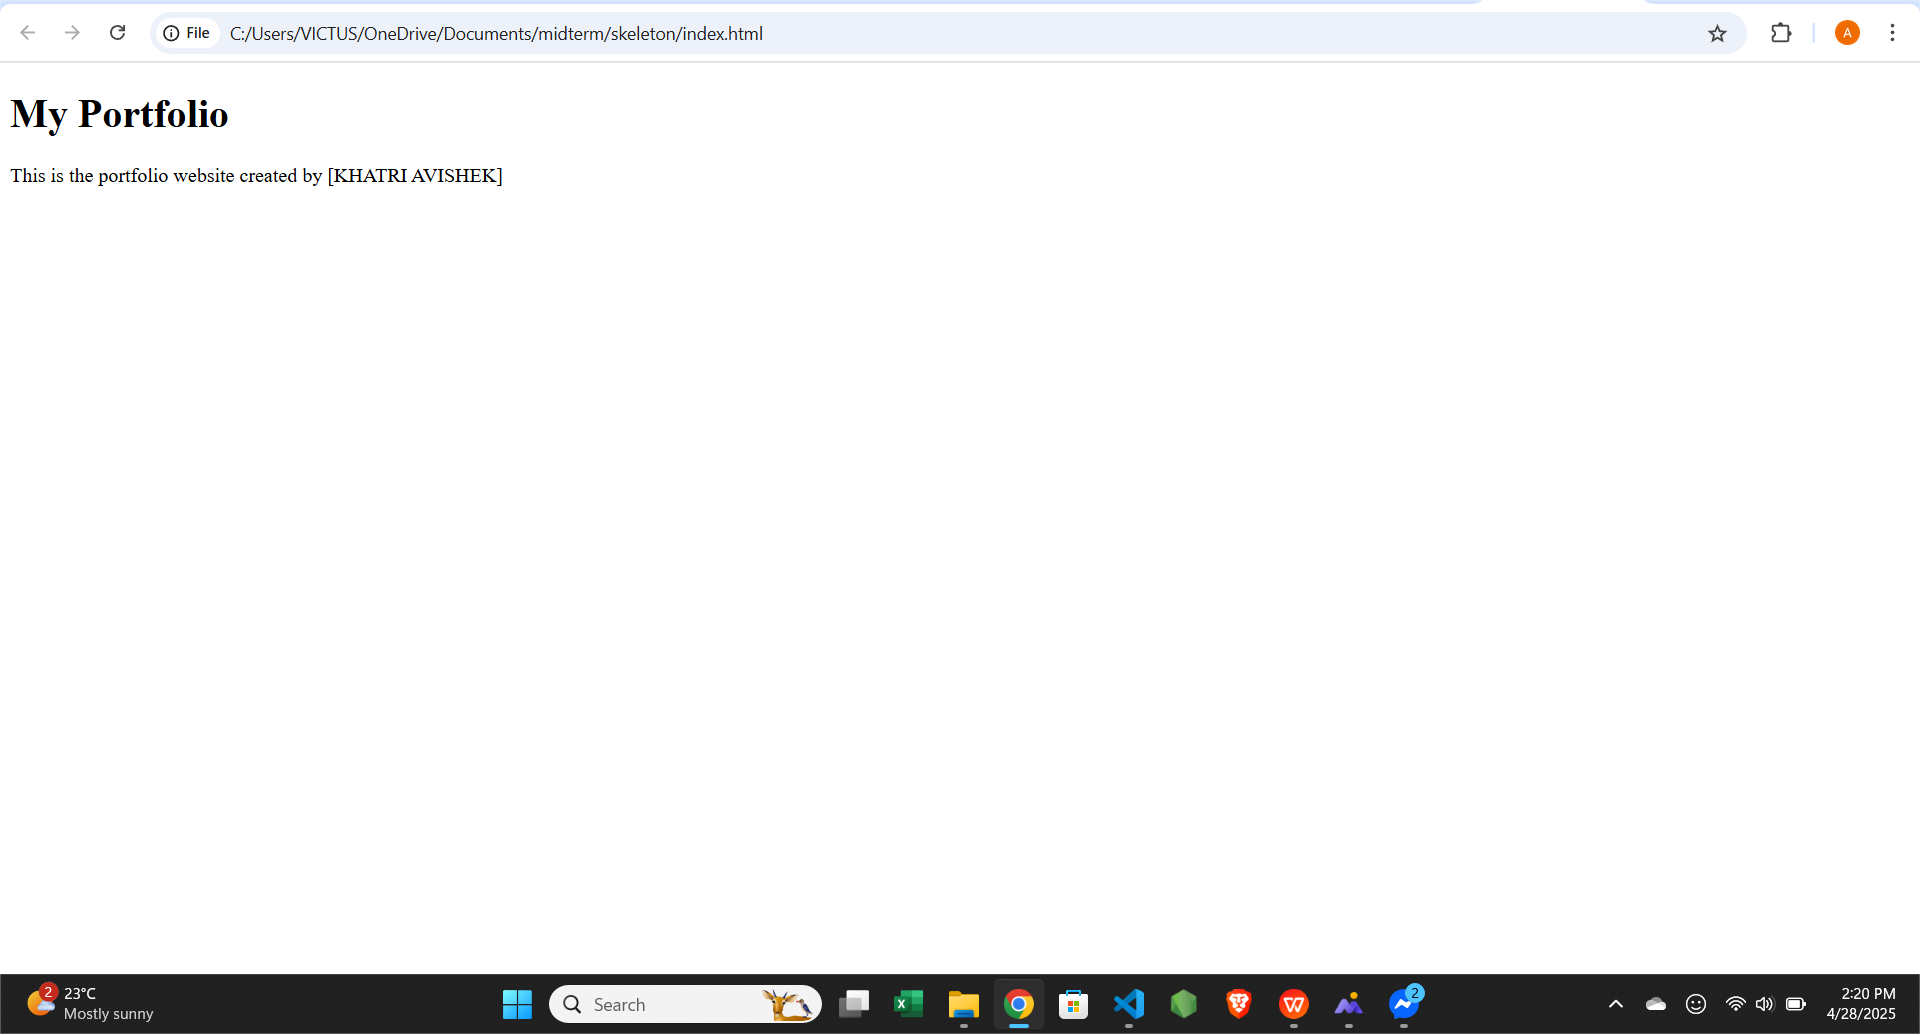 File C:/Users/VICTUS/OneDrive/Documents/midterm/skeleton/index.html
A
My Portfolio
This is the portfolio website created by [KHATRI AVISHEK]
2
23°C
Mostly sunny
Search
2
2:20 PM
4/28/2025